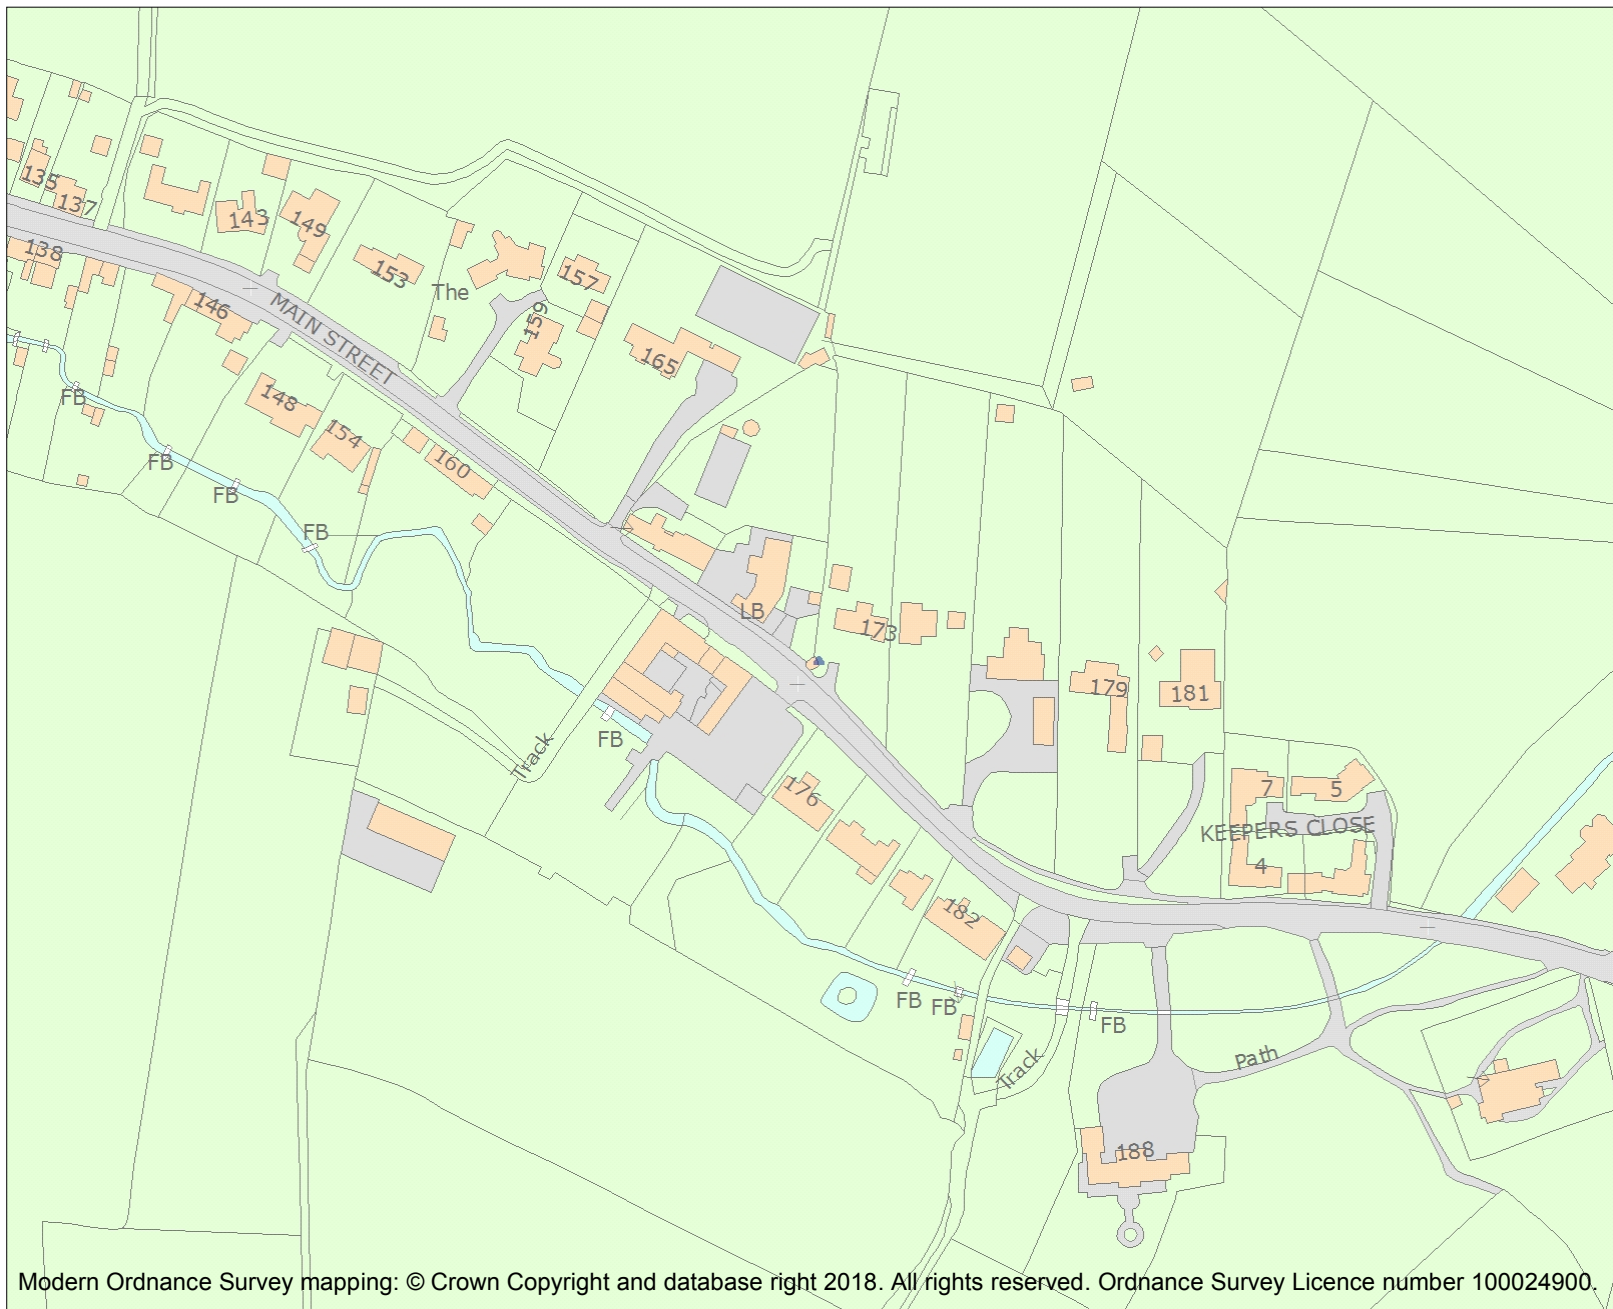 135
137
143
149
138
153
The
157
146
MAIN STREET
159
165
148
FB
154
160
FB
FB
FB
LB
173
179
181
FB
Track
176
7
5
KEEPERS CLOSE
4
182
FB
FB
FB
Track
Path
188
Modern Ordnance Survey mapping: © Crown Copyright and database right 2018. All rights reserved. Ordnance Survey Licence number 100024900.